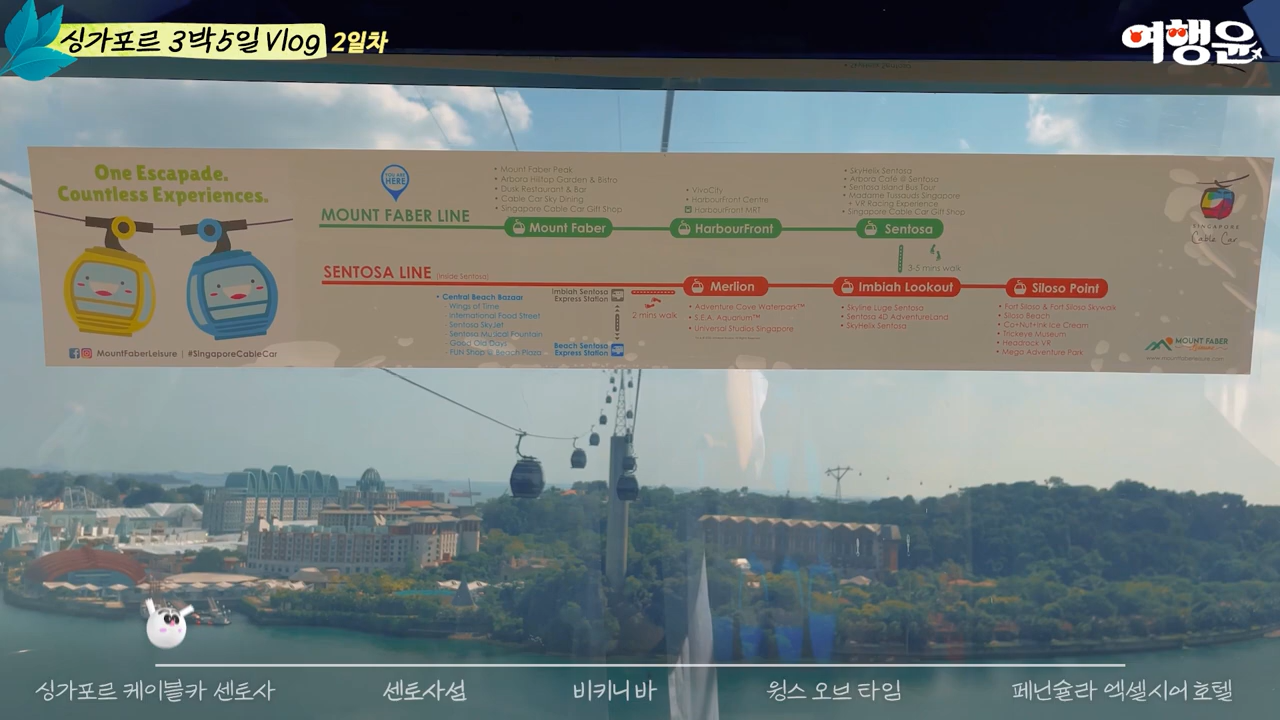 싱가포르 3박5일 Vlog 2일차
여행윤
One Escapade.
Countless Experiences.
MountFaberLeisure | #SingaporeCableCar
YOU ARE
HERE
MOUNT FABER LINE
• Mount Faber Peak
• Arbora Hilltop Garden & Bistro
• Dusk Restaurant & Bar
• Cable Car Sky Dining
• Singapore Cable Car Gift Shop
Mount Faber
• VivoCity
• HarbourFront Centre
HarbourFront MRT
HarbourFront
• SkyHelix Sentosa
• Arbora Café @ Sentosa
• Sentosa Island Bus Tour
• Madame Tussauds Singapore
• VR Racing Experience
• Singapore Cable Car Gift Shop
Sentosa
3-5 mins walk
SENTOSA LINE (Inside Sentosa)
• Central Beach Bazaar
- Wings of Time
- International Food Street
- Sentosa SkyJet
- Sentosa Musical Fountain
- Good Old Days
- FUN Shop @ Beach Plaza
Imbiah Sentosa
Express Station
Beach Sentosa
Express Station
2 mins walk
Merlion
• Adventure Cove Waterpark™
• S.E.A. Aquarium™
• Universal Studios Singapore
Imbiah Lookout
• Skyline Luge Sentosa
• Sentosa 4D AdventureLand
• SkyHelix Sentosa
Siloso Point
• Fort Siloso & Fort Siloso Skywalk
• Siloso Beach
• Co+Nut+Ink Ice Cream
• Trickeye Museum
• Headrock VR
• Mega Adventure Park
SINGAPORE
Cable Car
MOUNT FABER
Leisure
www.mountfaberleisure.com
싱가포르 케이블카 센토사
센토사섬
비키니 바
윙스 오브 타임
페닌슐라 엑셀시어 호텔